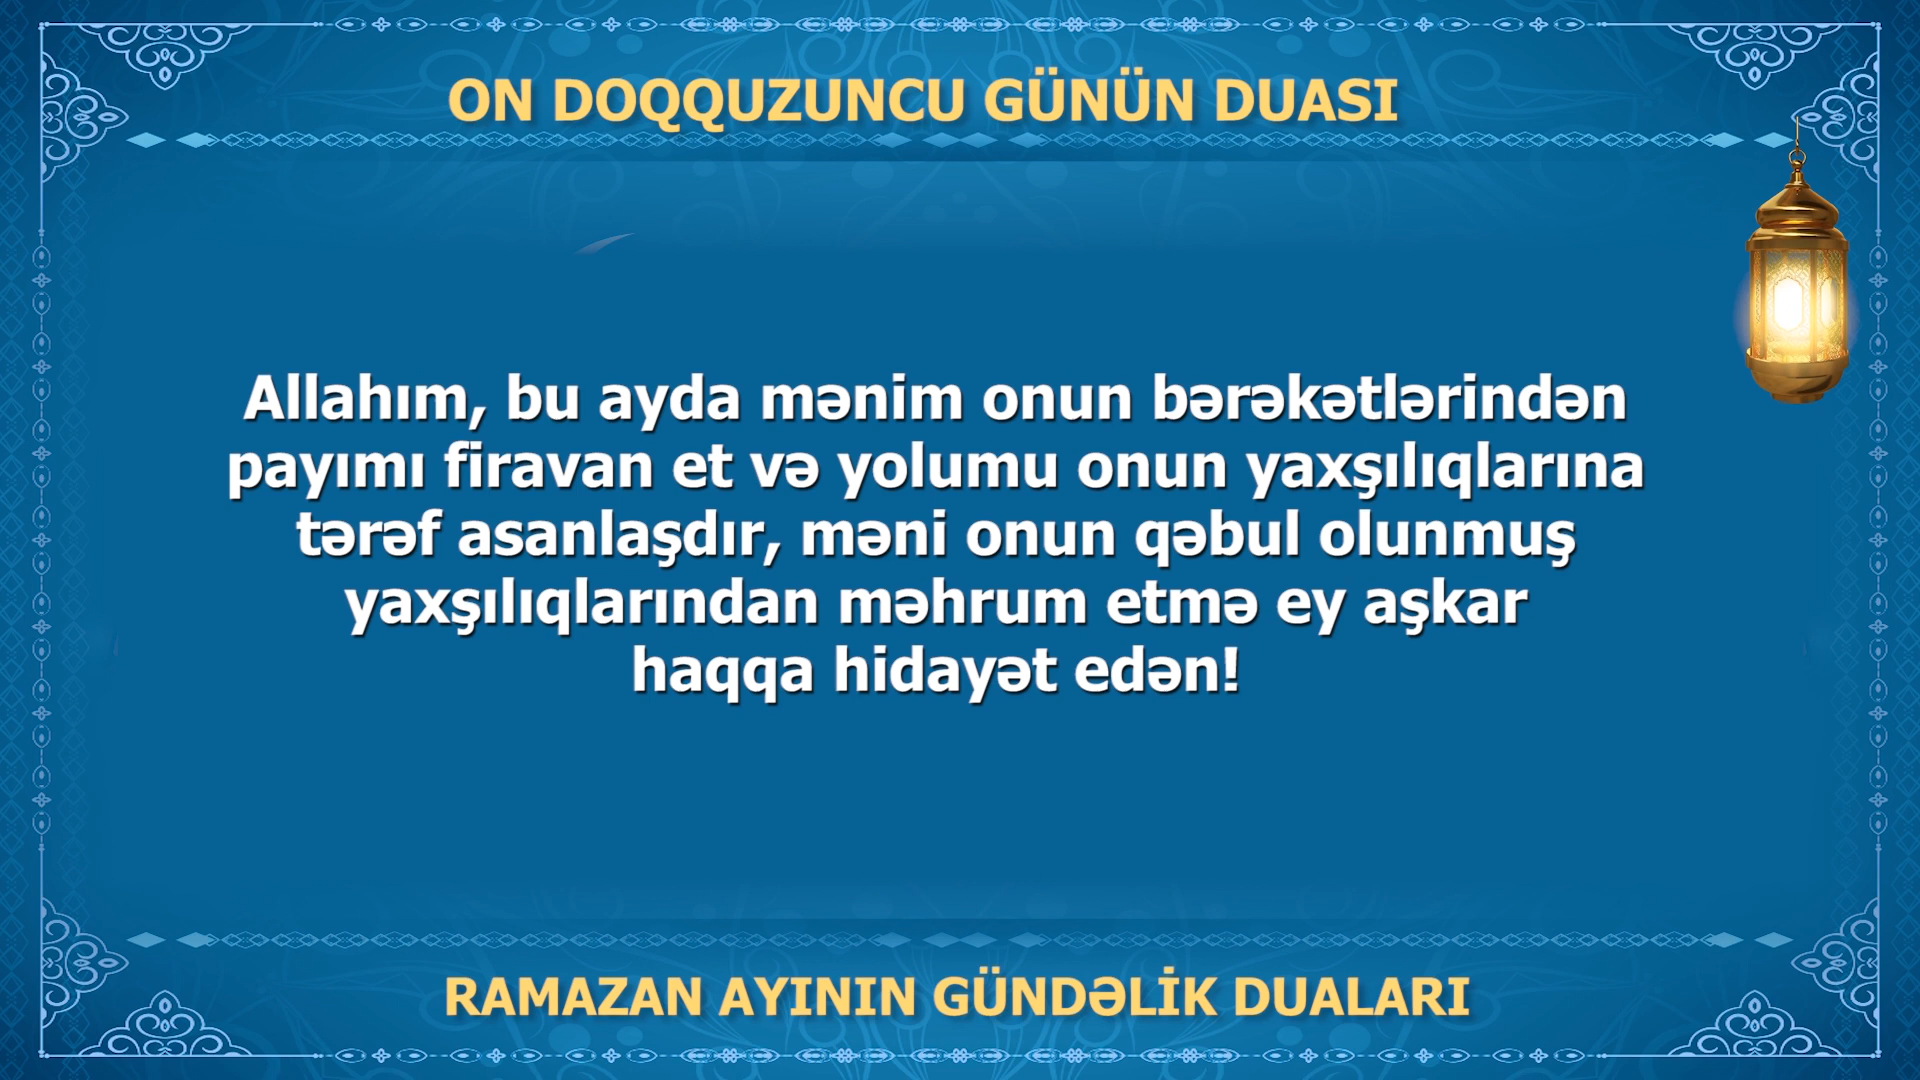 ON DOQQUZUNCU GÜNÜN DUASI
Allahım, bu ayda mənim onun bərəkətlərindən
payımı firavan et və yolumu onun yaxşılıqlarına
tərəf asanlaşdır, məni onun qəbul olunmuş
yaxşılıqlarından məhrum etmə ey aşkar
haqqa hidayət edən!
RAMAZAN AYININ GÜNDƏLİK DUALARI